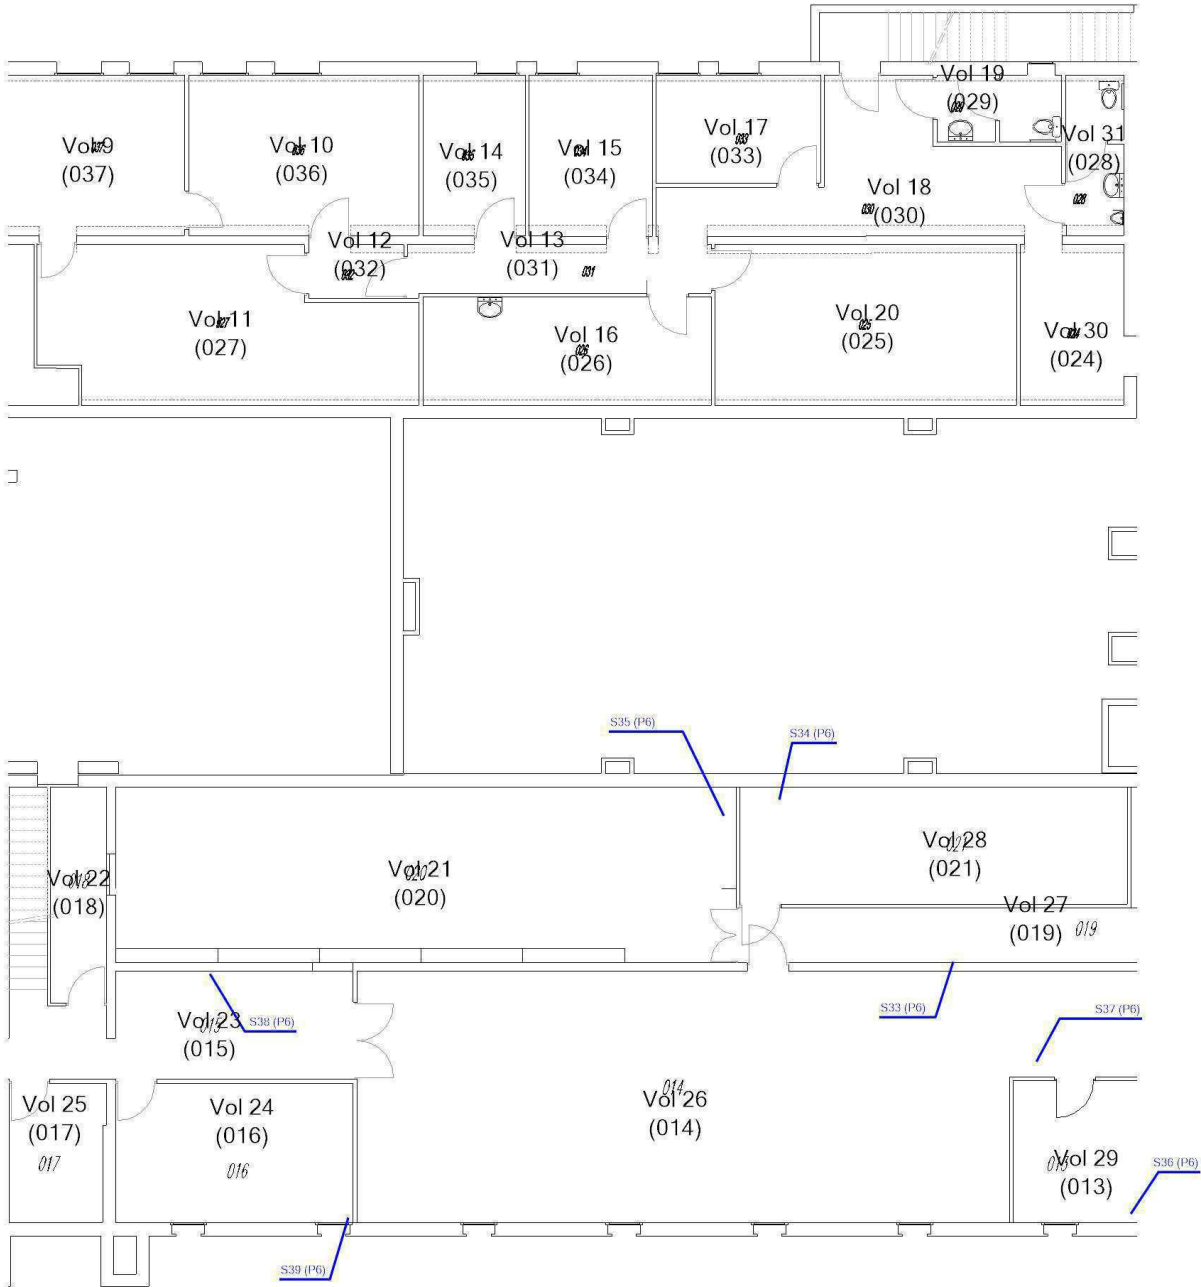 Vol 19
(029)
Vol 9
(037)
Vol 10
(036)
Vol 14
(035)
Vol 15
(034)
Vol 17
(033)
Vol 31
(028)
028
Vol 18
030
(030)
Vol 12
(032)
Vol 13
(031)
031
Vol 11
(027)
Vol 16
(026)
Vol 20
(025)
Vol 30
(024)
S35 (P6)
S34 (P6)
Vol 22
(018)
Vol 21
(020)
Vol 28
(021)
Vol 27
(019)
019
Vol 23
(015)
S38 (P6)
S33 (P6)
S37 (P6)
Vol 25
(017)
017
Vol 24
(016)
016
014
Vol 26
(014)
Vol 29
(013)
S36 (P6)
S39 (P6)